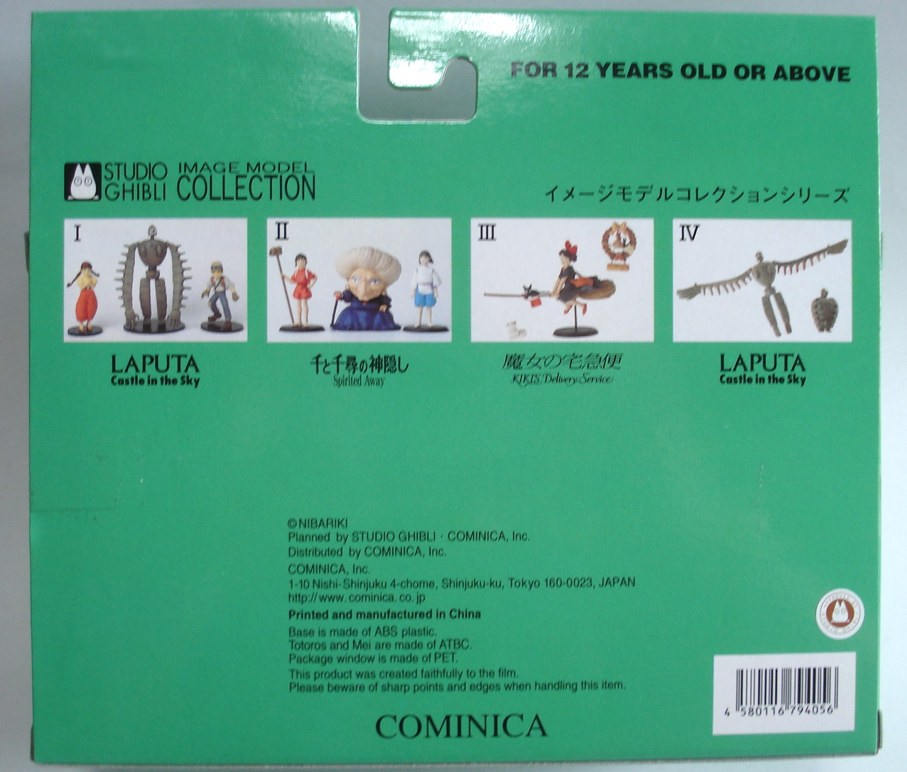 FOR 12 YEARS OLD OR ABOVE
STUDIO GHIBLI
IMAGE MODEL COLLECTION
イメージモデルコレクションシリーズ
I
II
III
IV
LAPUTA
Castle in the Sky
千と千尋の神隠し
Spirited Away
魔女の宅急便
KIKI'S Delivery Service
LAPUTA
Castle in the Sky
©NIBARIKI
Planned by STUDIO GHIBLI · COMINICA, Inc.
Distributed by COMINICA, Inc.
COMINICA, Inc.
1-10 Nishi-Shinjuku 4-chome, Shinjuku-ku, Tokyo 160-0023, JAPAN
http://www.cominica.co.jp
Printed and manufactured in China
Base is made of ABS plastic.
Totoros and Mei are made of ATBC.
Package window is made of PET.
This product was created faithfully to the film.
Please beware of sharp points and edges when handling this item.
4 580116 794056
COMINICA